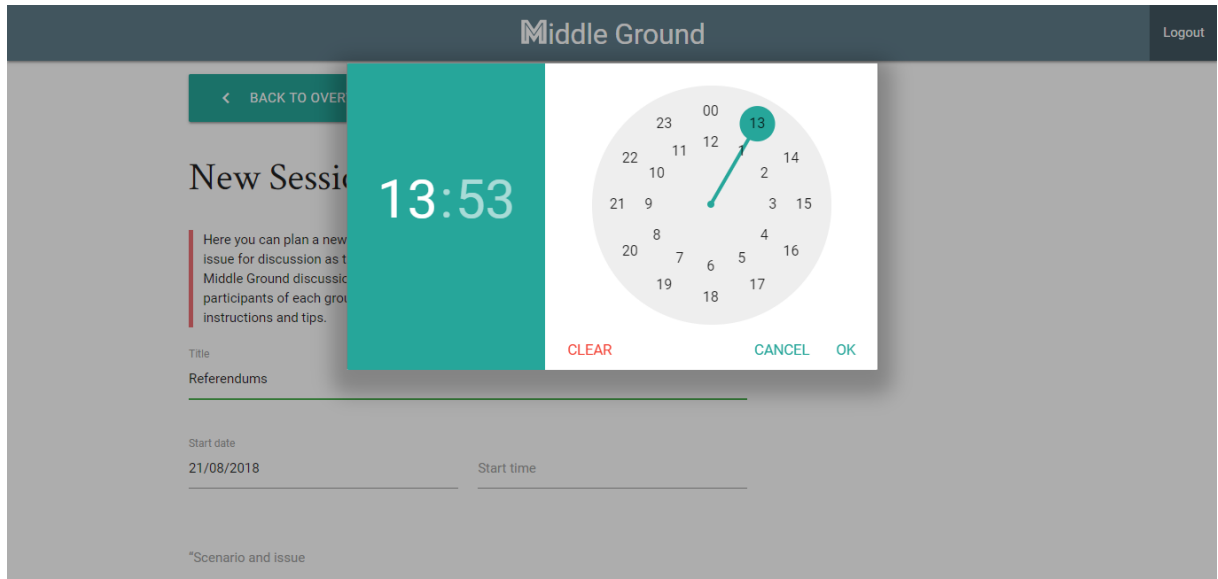 Middle Ground
Logout
BACK TO OVER
New Sessi
Here you can plan a new
issue for discussion as t
Middle Ground discussio
participants of each grou
instructions and tips.
Title
Referendums
13:53
00
23 13
12
11 1
22 14
10 2
21 9 3 15
8 4
20 16
7 5
6
19 17
18
CLEAR CANCEL OK
Start date
21/08/2018 Start time
“Scenario and issue